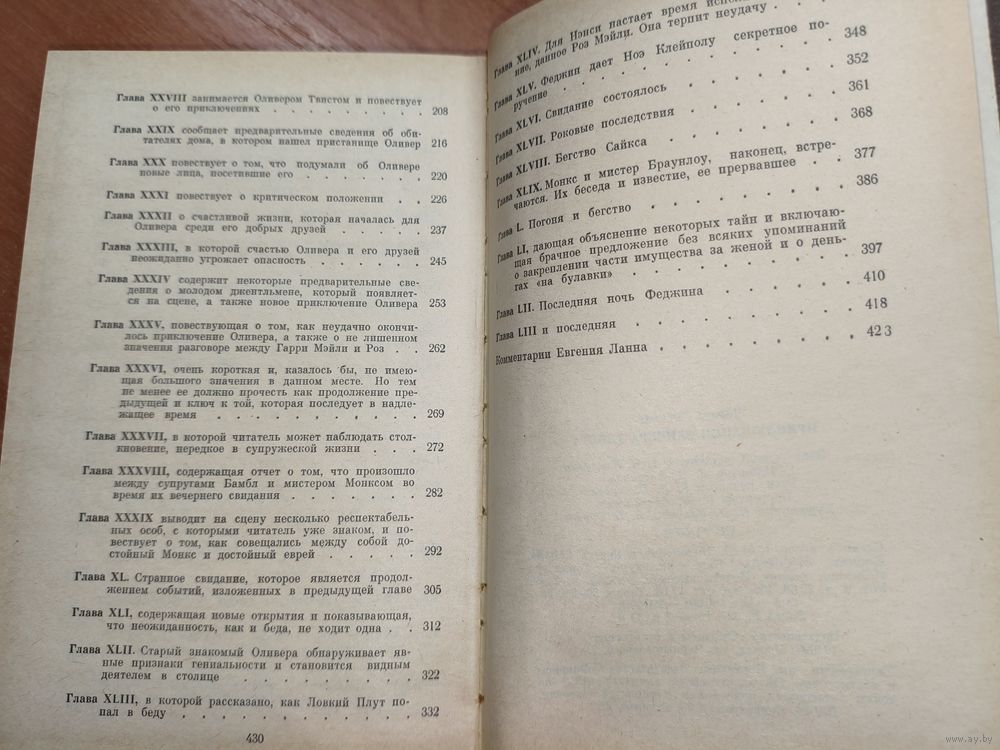 Глава XXVIII занимается Оливером Твистом и повествует
о его приключениях . . . . . . . . 208
Глава XXIX сообщает предварительные сведения об оби-
тателях дома, в котором нашел пристанище Оливер 216
Глава XXX повествует о том, что подумали об Оливере
новые лица, посетившие его . . . . . . . 220
Глава XXXI повествует о критическом положении . . 226
Глава XXXII о счастливой жизни, которая началась для
Оливера среди его добрых друзей . . . . . 237
Глава XXXIII, в которой счастью Оливера и его друзей
неожиданно угрожает опасность . . . . . . 245
Глава XXXIV содержит некоторые предварительные све-
дения о молодом джентльмене, который появляет-
ся на сцене, а также новое приключение Оливера 253
Глава XXXV, повествующая о том, как неудачно окончи-
лось приключение Оливера, а также о не лишенном
значения разговоре между Гарри Мэйли и Роз . . 262
Глава XXXVI, очень короткая и, казалось бы, не имею-
щая большого значения в данном месте. Но тем
не менее ее должно прочесть как продолжение пре-
дыдущей и ключ к той, которая последует в надле-
жащее время . . . . . . . . . 269
Глава XXXVII, в которой читатель может наблюдать стол-
кновение, нередкое в супружеской жизни . . . 272
Глава XXXVIII, содержащая отчет о том, что произошло
между супругами Бамбл и мистером Монксом во
время их вечернего свидания . . . . . . . 282
Глава XXXIX выводит на сцену несколько респектабель-
ных особ, с которыми читатель уже знаком, и по-
вествует о том, как совещались между собой до-
стойный Монкс и достойный еврей . . . . . 292
Глава XL. Странное свидание, которое является продол-
жением событий, изложенных в предыдущей главе 305
Глава XLI, содержащая новые открытия и показывающая,
что неожиданность, как и беда, не ходит одна . . 312
Глава XLII. Старый знакомый Оливера обнаруживает яв-
ные признаки гениальности и становится видным
деятелем в столице . . . . . . . . 322
Глава XLIII, в которой рассказано, как Ловкий Плут по-
пал в беду . . . . . . . . . . 332
430
Глава XLIV. Для Нэнси настает время
ние, данное Роз Мэйли. Она терпит неудачу . 348
Глава XLV. Феджин дает Ноэ Клейполу секретное по-
ручение . . . . . . . . . . 352
Глава XLVI. Свидание состоялось . . . . . . 361
Глава XLVII. Роковые последствия . . . . . . 368
Глава XLVIII. Бегство Сайкса . . . . . . . 377
Глава XLIX. Монкс и мистер Браунлоу, наконец, встре-
чаются. Их беседа и известие, ее прервавшее . . 386
Глава L. Погоня и бегство . . . . . . . .
Глава LI, дающая объяснение некоторых тайн и включаю-
щая брачное предложение без всяких упоминаний
о закреплении части имущества за женой и о день-
гах «на булавки» . . . . . . . . 397
Глава LII. Последняя ночь Феджина . . . . . 410
Глава LIII и последняя . . . . . . . . 418
Комментарии Евгения Ланна . . . . . . . 423
www.ay.by